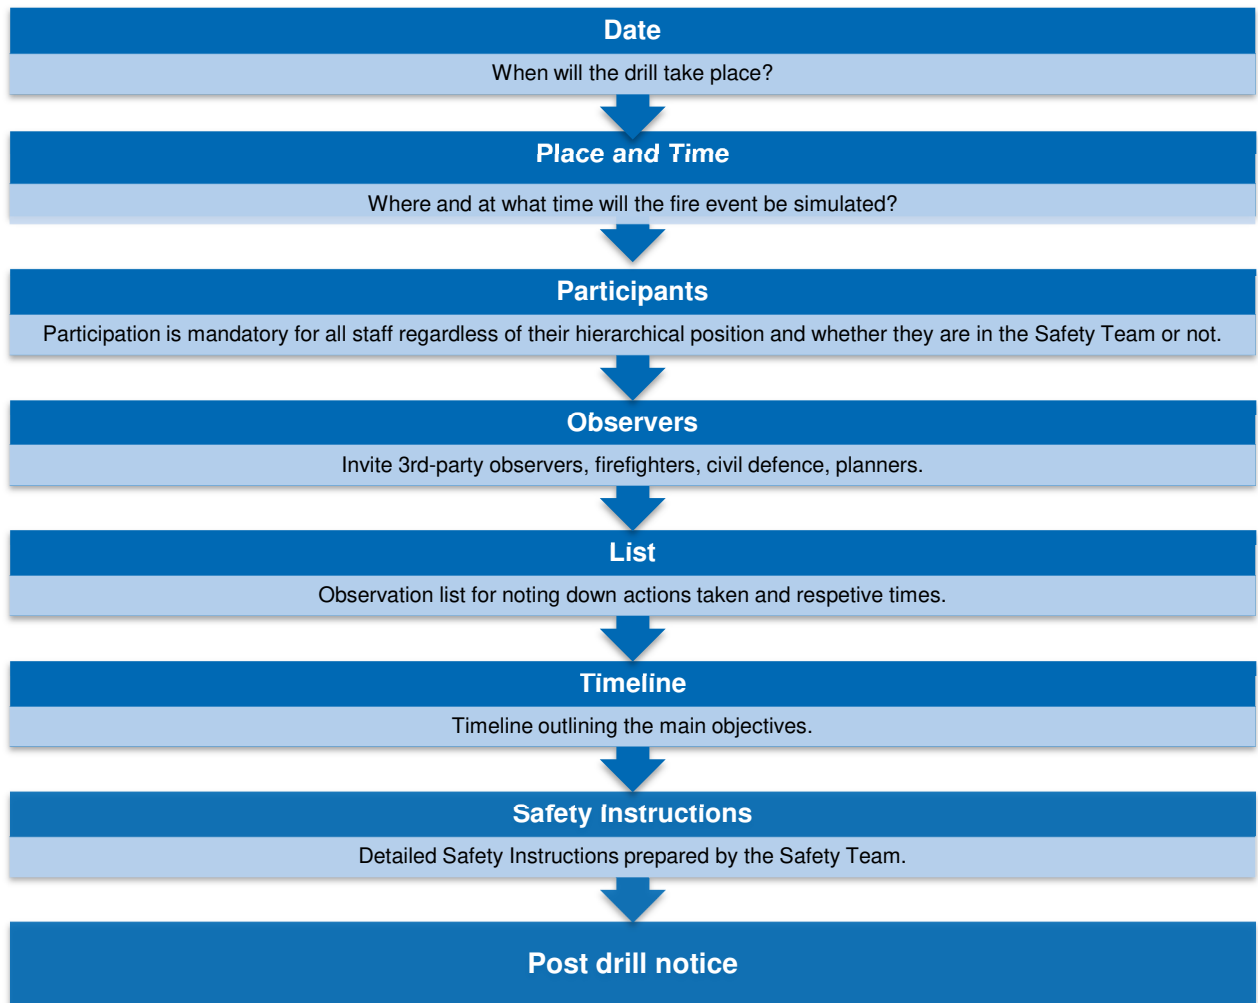 Date
When will the drill take place?
Place and Time
Where and at what time will the fire event be simulated?
Participants
Participation is mandatory for all staff regardless of their hierarchical position and whether they are in the Safety Team or not.
Observers
Invite 3rd-party observers, firefighters, civil defence, planners.
List
Observation list for noting down actions taken and respetive times.
Timeline
Timeline outlining the main objectives.
Safety Instructions
Detailed Safety Instructions prepared by the Safety Team.
Post drill notice